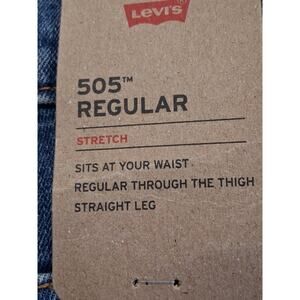 Levi's
505™
REGULAR
STRETCH
SITS AT YOUR WAIST
REGULAR THROUGH THE THIGH
STRAIGHT LEG